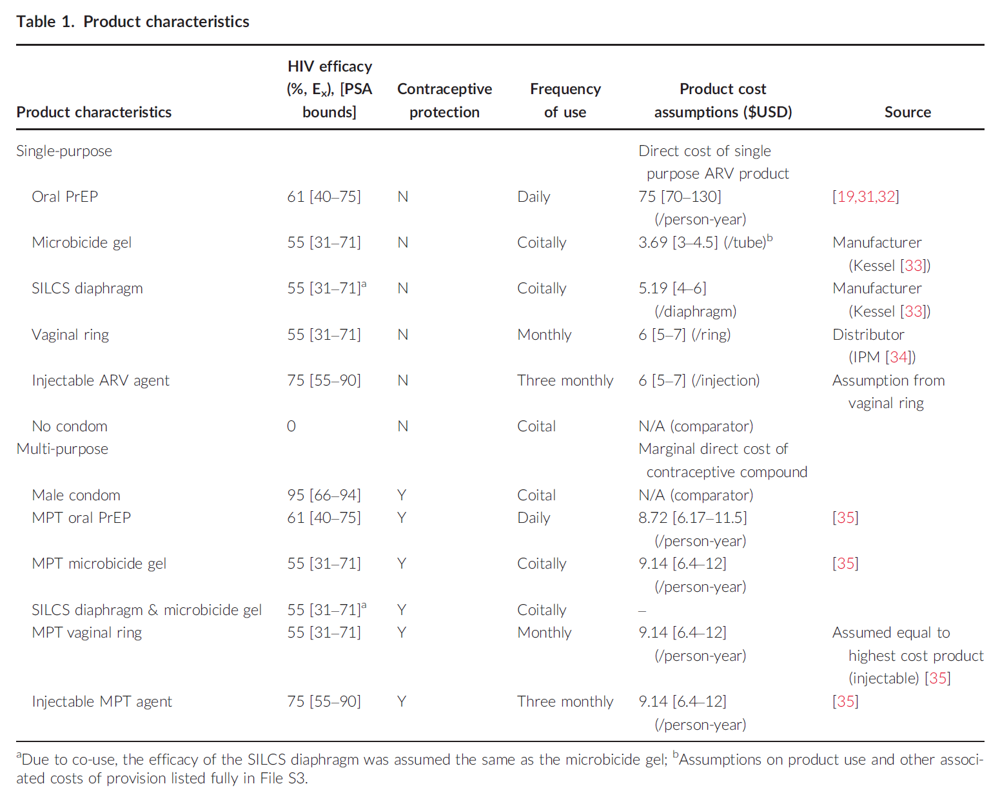 Table 1. Product characteristics
Product characteristics HIV efficacy (%, Ex), [PSA bounds] Contraceptive protection Frequency of use Product cost assumptions ($USD) Source
Single-purpose Direct cost of single
purpose ARV product
Oral PrEP 61 [40–75] N Daily 75 [70–130] [19,31,32]
(/person-year)
Microbicide gel 55 [31–71] N Coitally 3.69 [3–4.5] (/tube)b Manufacturer
(Kessel [33])
SILCS diaphragm 55 [31–71]a N Coitally 5.19 [4–6] Manufacturer
(/diaphragm) (Kessel [33])
Vaginal ring 55 [31–71] N Monthly 6 [5–7] (/ring) Distributor
(IPM [34])
Injectable ARV agent 75 [55–90] N Three monthly 6 [5–7] (/injection) Assumption from
vaginal ring
No condom 0 N Coital N/A (comparator)
Multi-purpose Marginal direct cost of
contraceptive compound
Male condom 95 [66–94] Y Coital N/A (comparator)
MPT oral PrEP 61 [40–75] Y Daily 8.72 [6.17–11.5] [35]
(/person-year)
MPT microbicide gel 55 [31–71] Y Coitally 9.14 [6.4–12] [35]
(/person-year)
SILCS diaphragm & microbicide gel 55 [31–71]a Y Coitally –
MPT vaginal ring 55 [31–71] Y Monthly 9.14 [6.4–12] Assumed equal to
(/person-year) highest cost product
(injectable) [35]
Injectable MPT agent 75 [55–90] Y Three monthly 9.14 [6.4–12] [35]
(/person-year)
aDue to co-use, the efficacy of the SILCS diaphragm was assumed the same as the microbicide gel; bAssumptions on product use and other associ-
ated costs of provision listed fully in File S3.